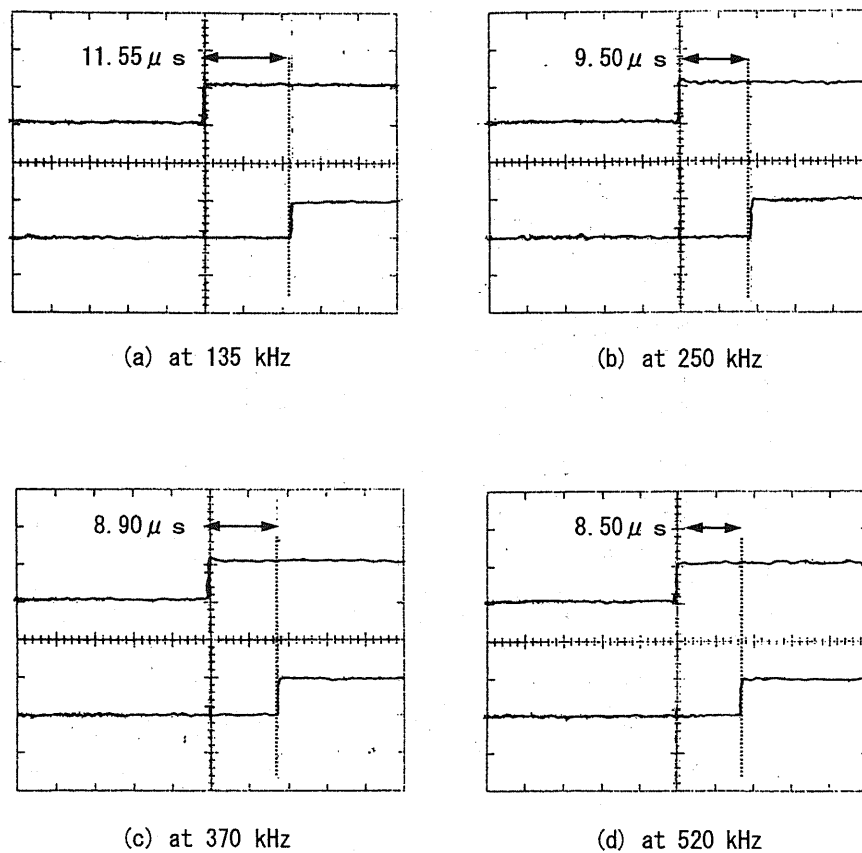 11.55μs
9.50μs
(a) at 135 kHz
(b) at 250 kHz
8.90μs
8.50μs
(c) at 370 kHz
(d) at 520 kHz